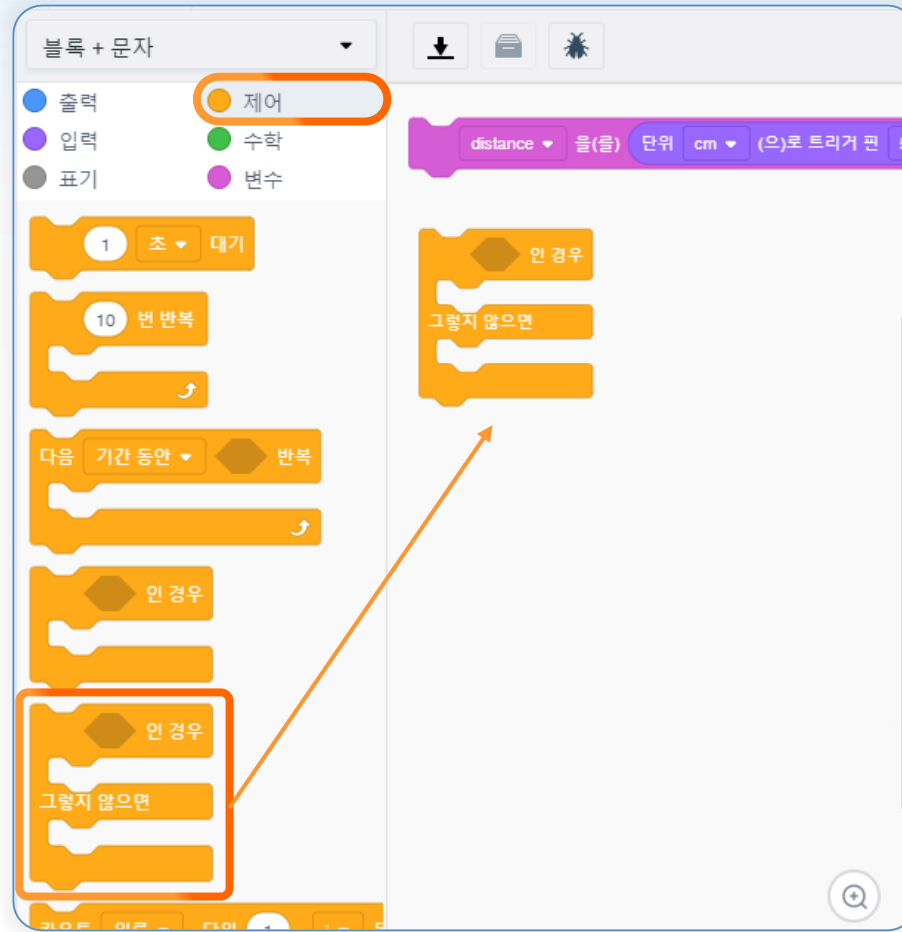 블록 + 문자
출력
제어
입력
수학
표기
변수
1 초 대기
10 번 반복
다음 기간 동안 반복
인 경우
인 경우
그렇지 않으면
distance 을(를) 단위 cm (으)로 트리거 핀
인 경우
그렇지 않으면